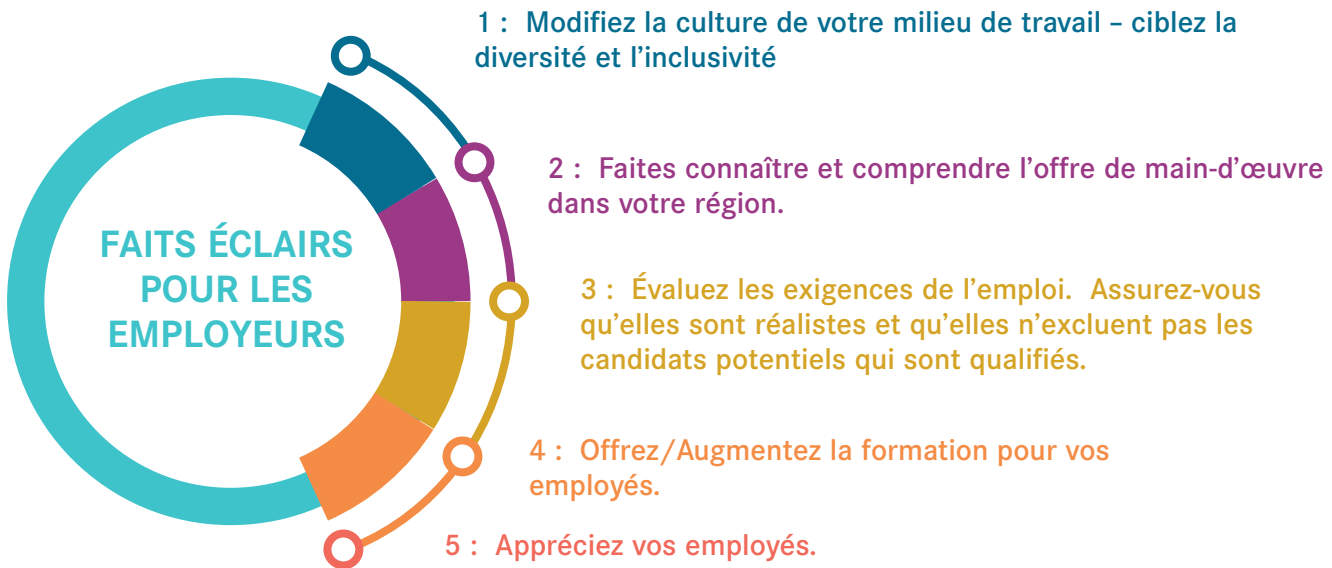 1 : Modifiez la culture de votre milieu de travail – ciblez la
diversité et l'inclusivité
2 : Faites connaître et comprendre l'offre de main-d'œuvre
dans votre région.
FAITS ÉCLAIRS
POUR LES
EMPLOYEURS
3 : Évaluez les exigences de l'emploi. Assurez-vous
qu'elles sont réalistes et qu'elles n'excluent pas les
candidats potentiels qui sont qualifiés.
4 : Offrez/Augmentez la formation pour vos
employés.
5 : Appréciez vos employés.